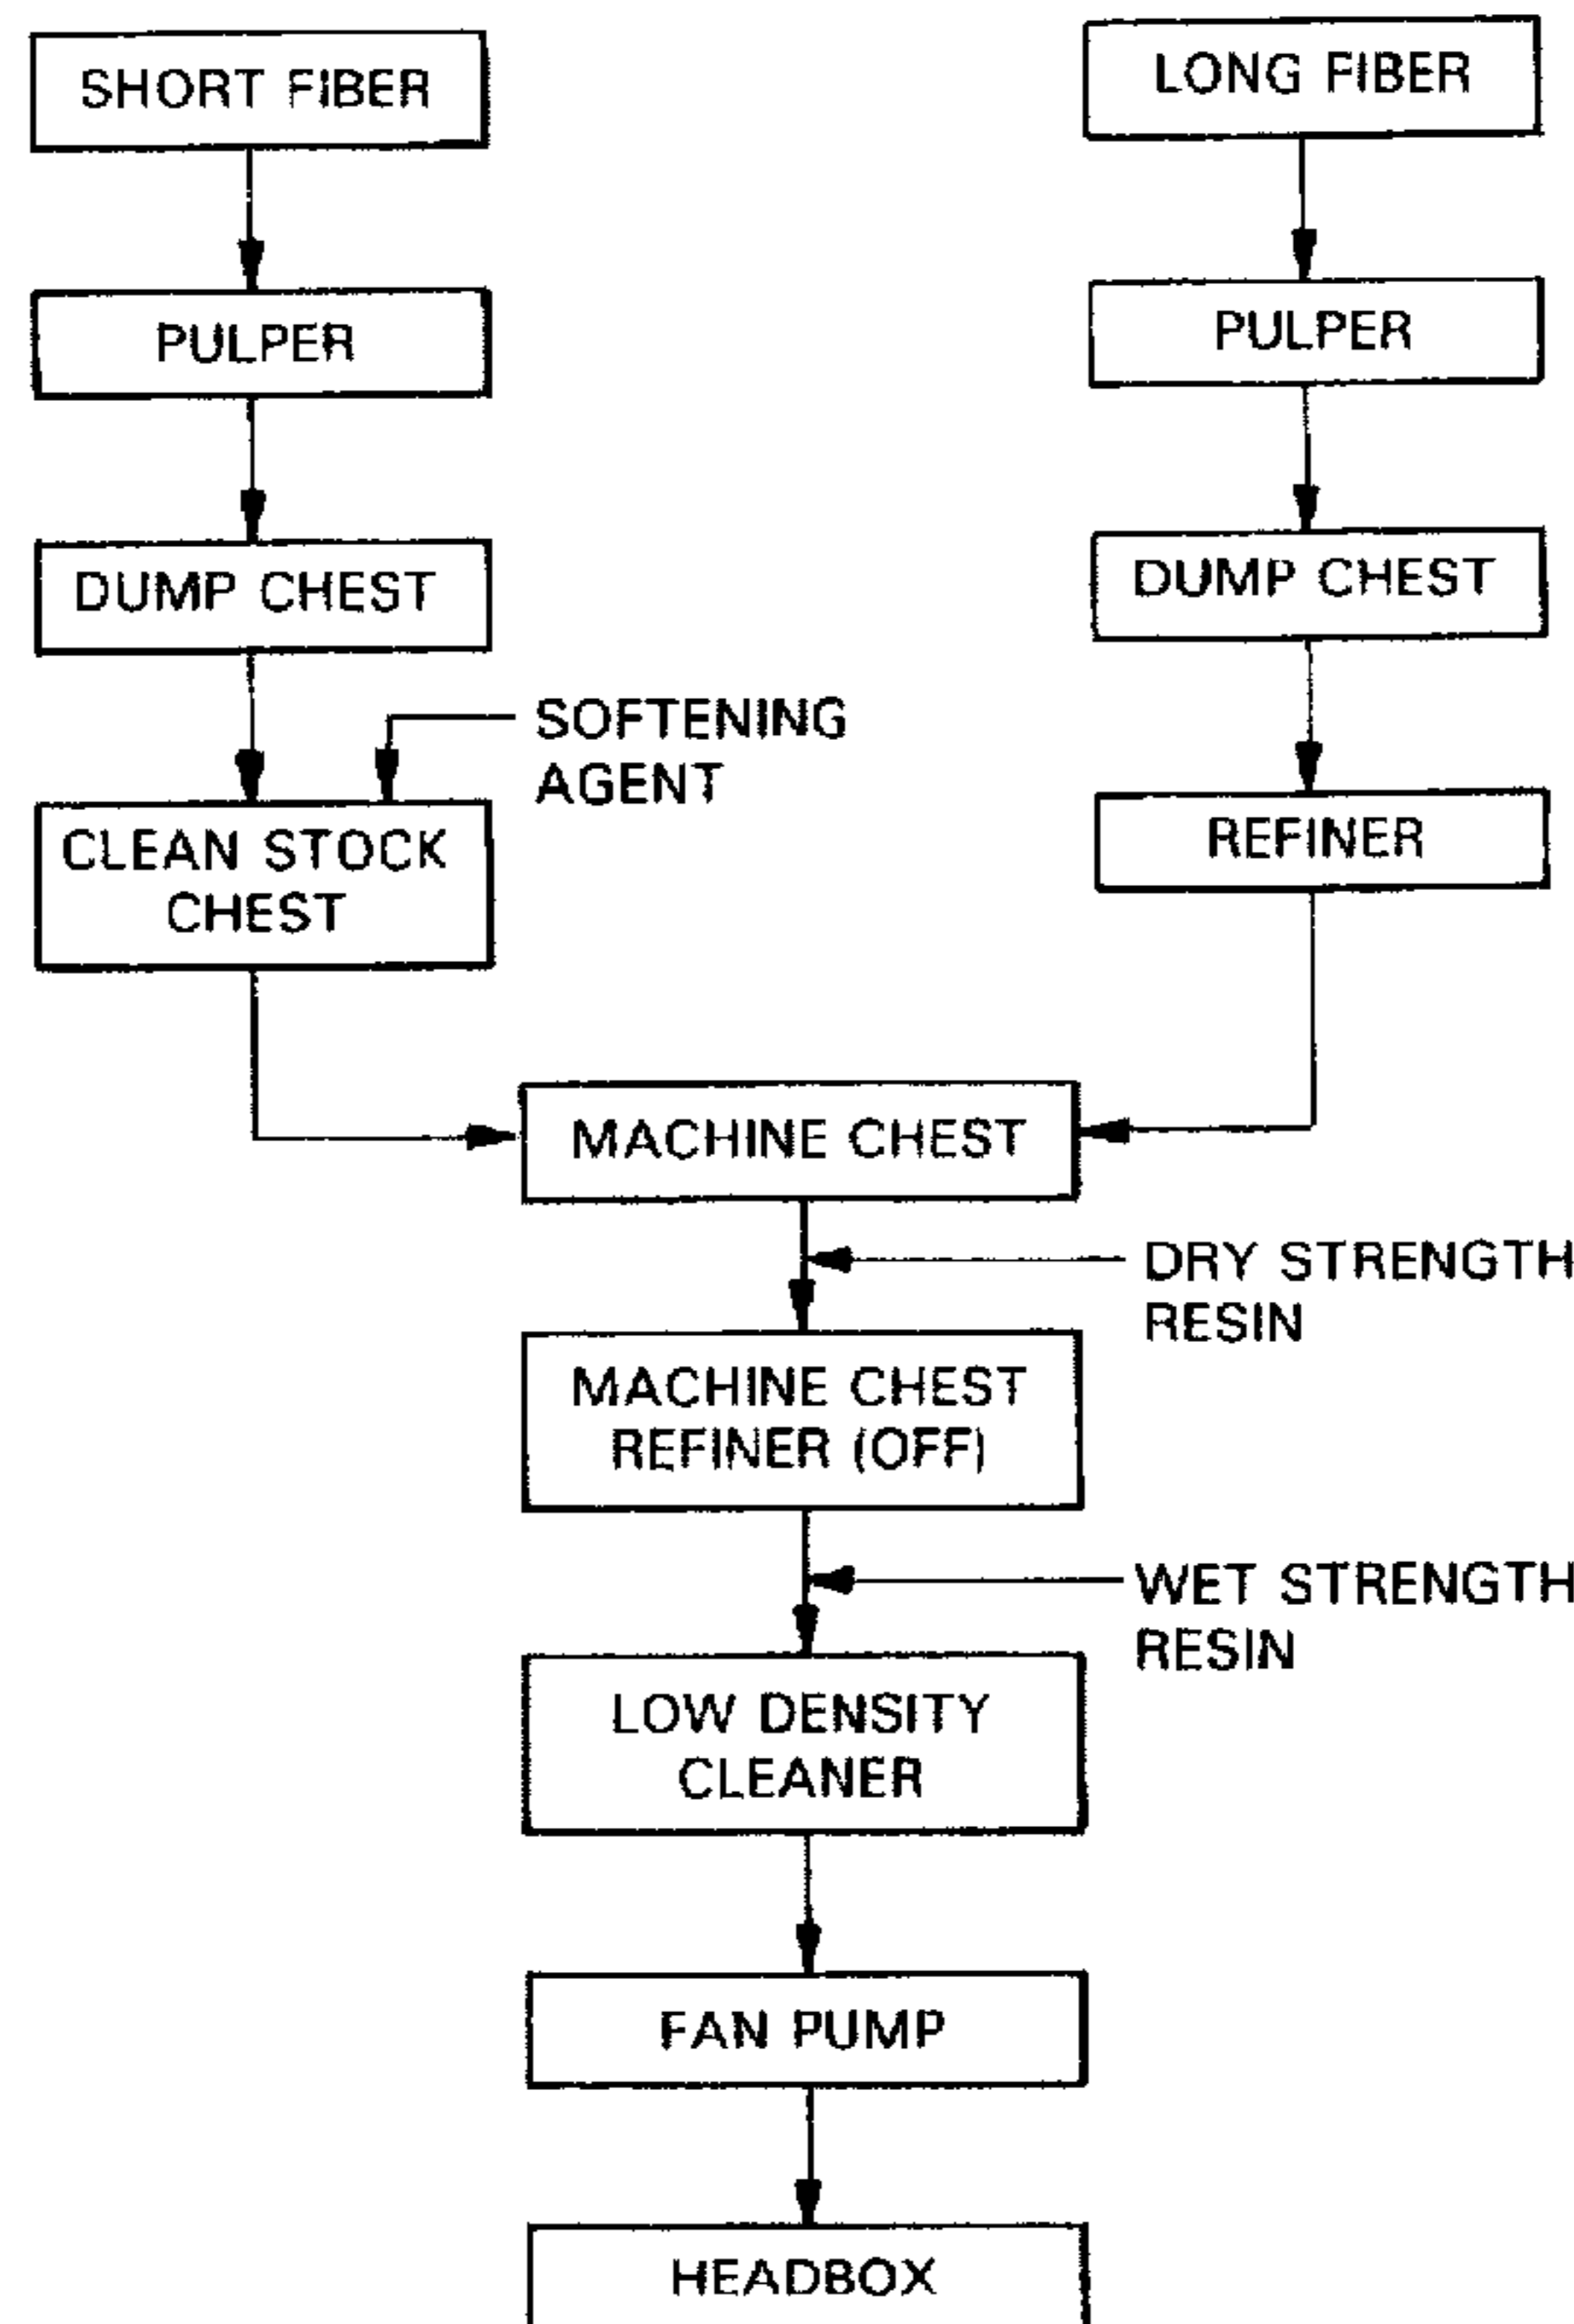 SHORT FIBER
LONG FIBER
PULPER
PULPER
DUMP CHEST
DUMP CHEST
SOFTENING
AGENT
CLEAN STOCK
CHEST
REFINER
MACHINE CHEST
DRY STRENGTH
RESIN
MACHINE CHEST
REFINER (OFF)
WET STRENGTH
RESIN
LOW DENSITY
CLEANER
FAN PUMP
HEADBOX